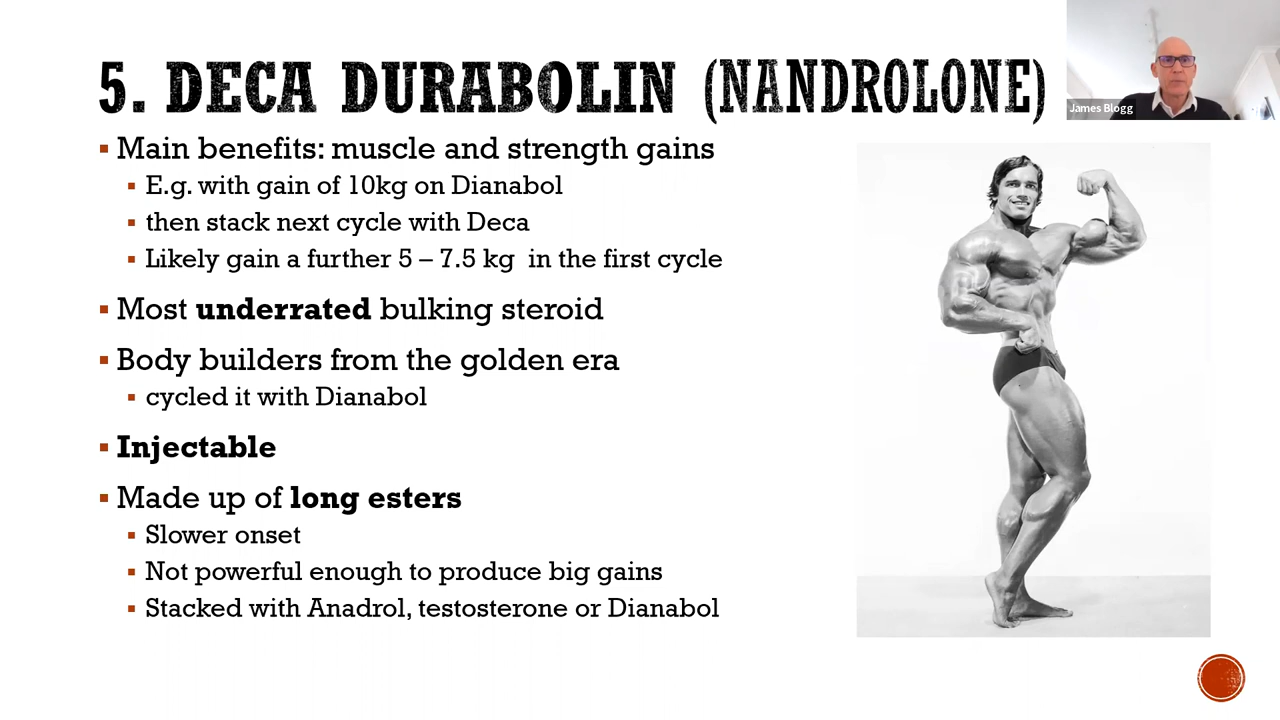 5. DECA DURABOLIN (NANDROLONE)
James Blogg
Main benefits: muscle and strength gains
E.g. with gain of 10kg on Dianabol
then stack next cycle with Deca
Likely gain a further 5 – 7.5 kg  in the first cycle
Most underrated bulking steroid
Body builders from the golden era
cycled it with Dianabol
Injectable
Made up of long esters
Slower onset
Not powerful enough to produce big gains
Stacked with Anadrol, testosterone or Dianabol